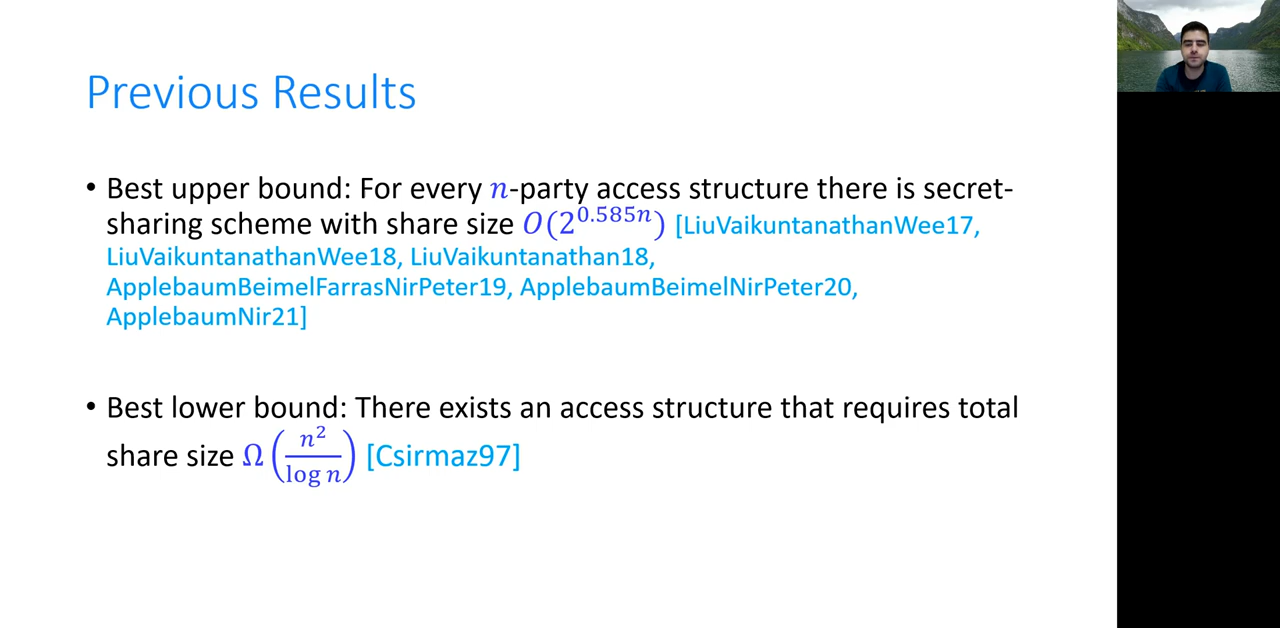 Previous Results
• Best upper bound: For every n-party access structure there is secret-
sharing scheme with share size O(2^{0.585n}) [LiuVaikuntanathanWee17,
LiuVaikuntanathanWee18, LiuVaikuntanathan18,
ApplebaumBeimelFarrasNirPeter19, ApplebaumBeimelNirPeter20,
ApplebaumNir21]
• Best lower bound: There exists an access structure that requires total
share size Ω(n²/log n) [Csirmaz97]